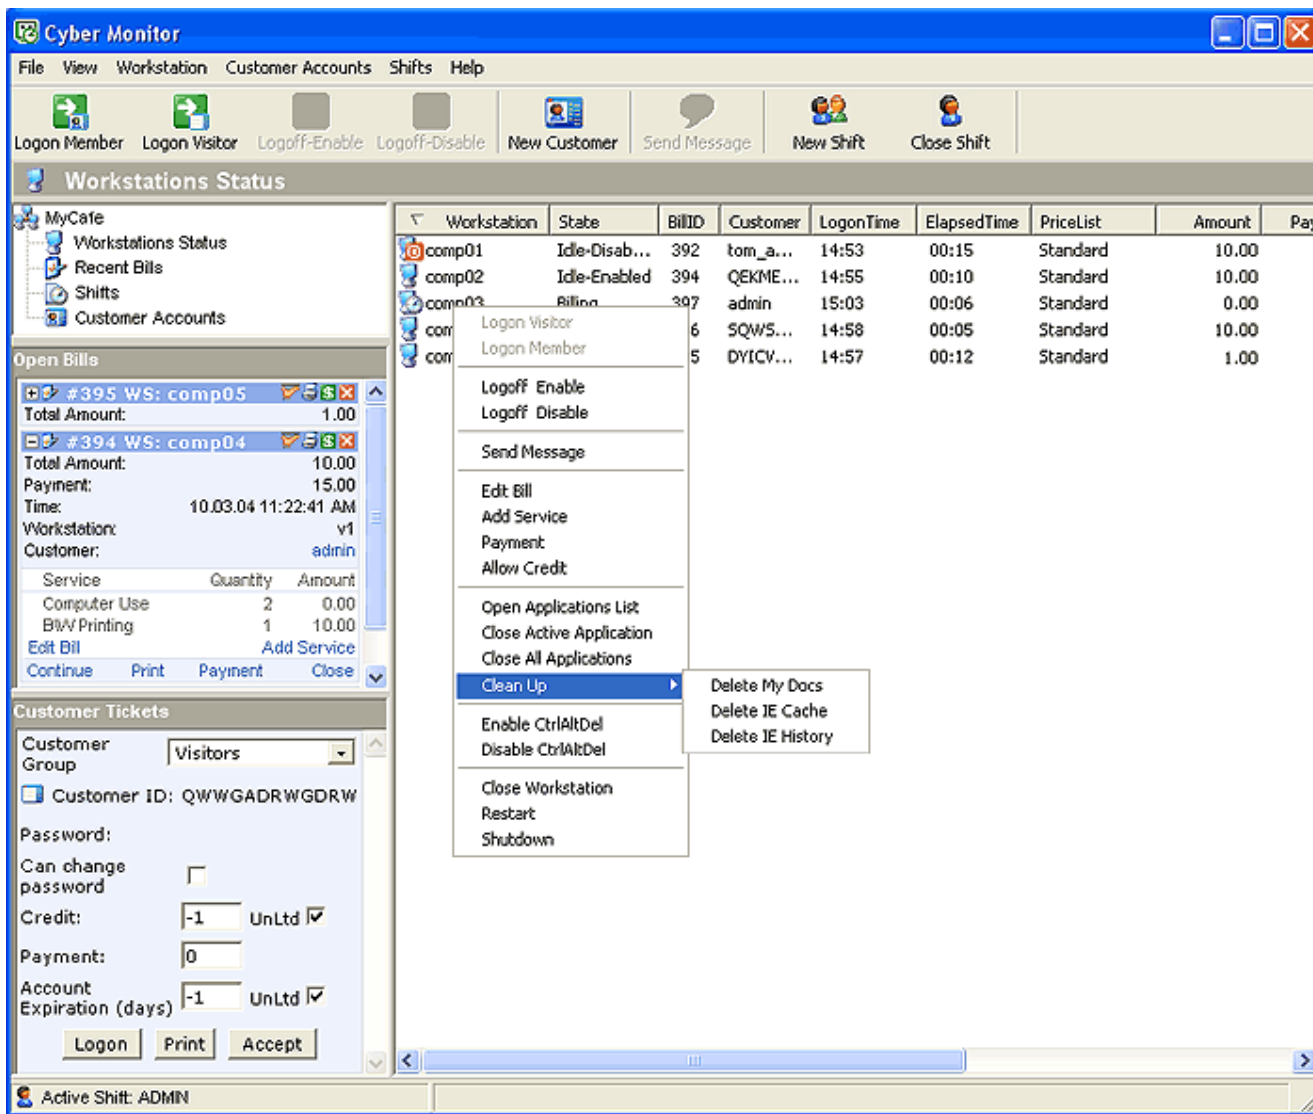 Cyber Monitor
File View Workstation Customer Accounts Shifts Help
Logon Member Logon Visitor Logoff-Enable Logoff-Disable New Customer Send Message New Shift Close Shift
Workstations Status
MyCafe
Workstations Status
Recent Bills
Shifts
Customer Accounts
Open Bills
#395 WS: comp05
Total Amount: 1.00
#394 WS: comp04
Total Amount: 10.00
Payment: 15.00
Time: 10.03.04 11:22:41 AM
Workstation: v1
Customer: admin
Service Quantity Amount
Computer Use 2 0.00
BW Printing 1 10.00
Edit Bill Add Service
Continue Print Payment Close
Customer Tickets
Customer Group Visitors
Customer ID: QWWGADRWGDRW
Password:
Can change password
Credit: -1 UnLtd
Payment: 0
Account Expiration (days) -1 UnLtd
Logon Print Accept
Workstation State BillID Customer LogonTime ElapsedTime PriceList Amount Pay
comp01 Idle-Disab... 392 tom_a... 14:53 00:15 Standard 10.00
comp02 Idle-Enabled 394 QEKME... 14:55 00:10 Standard 10.00
comp03 Billing 397 admin 15:03 00:06 Standard 0.00
com 6 SQWS... 14:58 00:05 Standard 10.00
com 5 DYICV... 14:57 00:12 Standard 1.00
Logon Visitor
Logon Member
Logoff Enable
Logoff Disable
Send Message
Edit Bill
Add Service
Payment
Allow Credit
Open Applications List
Close Active Application
Close All Applications
Clean Up
Enable CtrlAltDel
Disable CtrlAltDel
Close Workstation
Restart
Shutdown
Delete My Docs
Delete IE Cache
Delete IE History
Active Shift: ADMIN